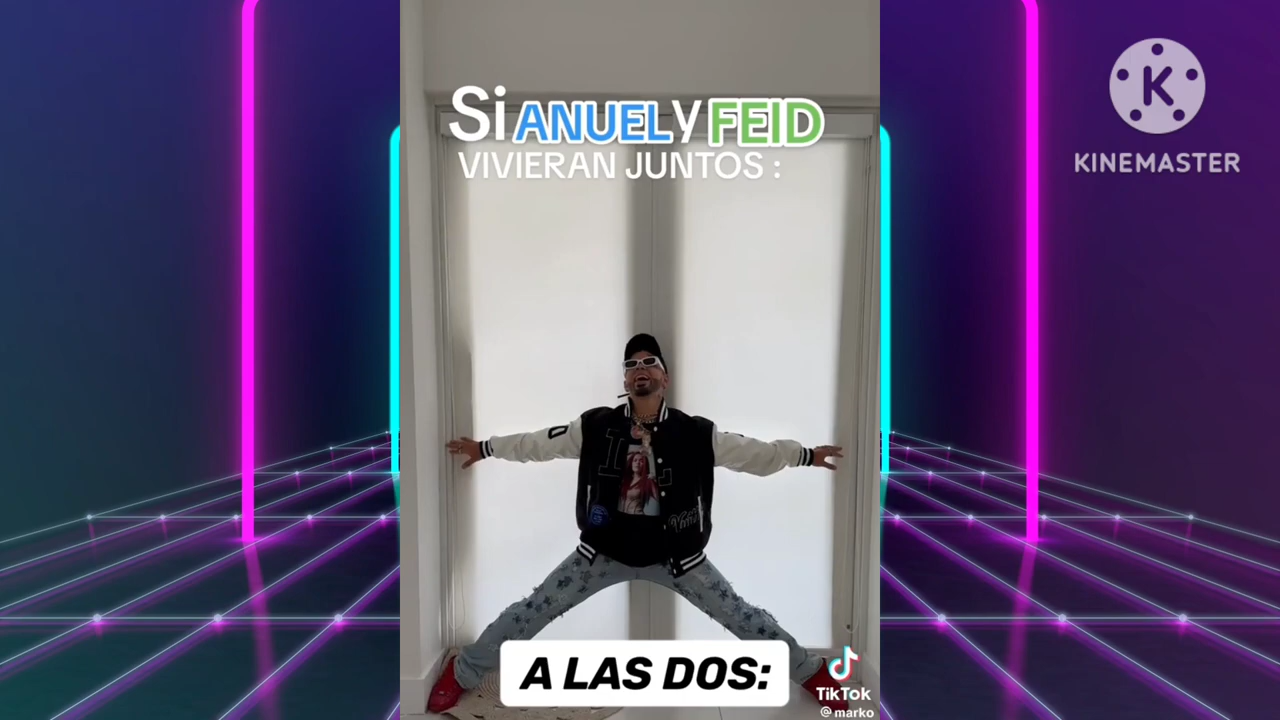 Si ANUEL y FEID
VIVIERAN JUNTOS :
KINEMASTER
A LAS DOS:
TikTok
@marko